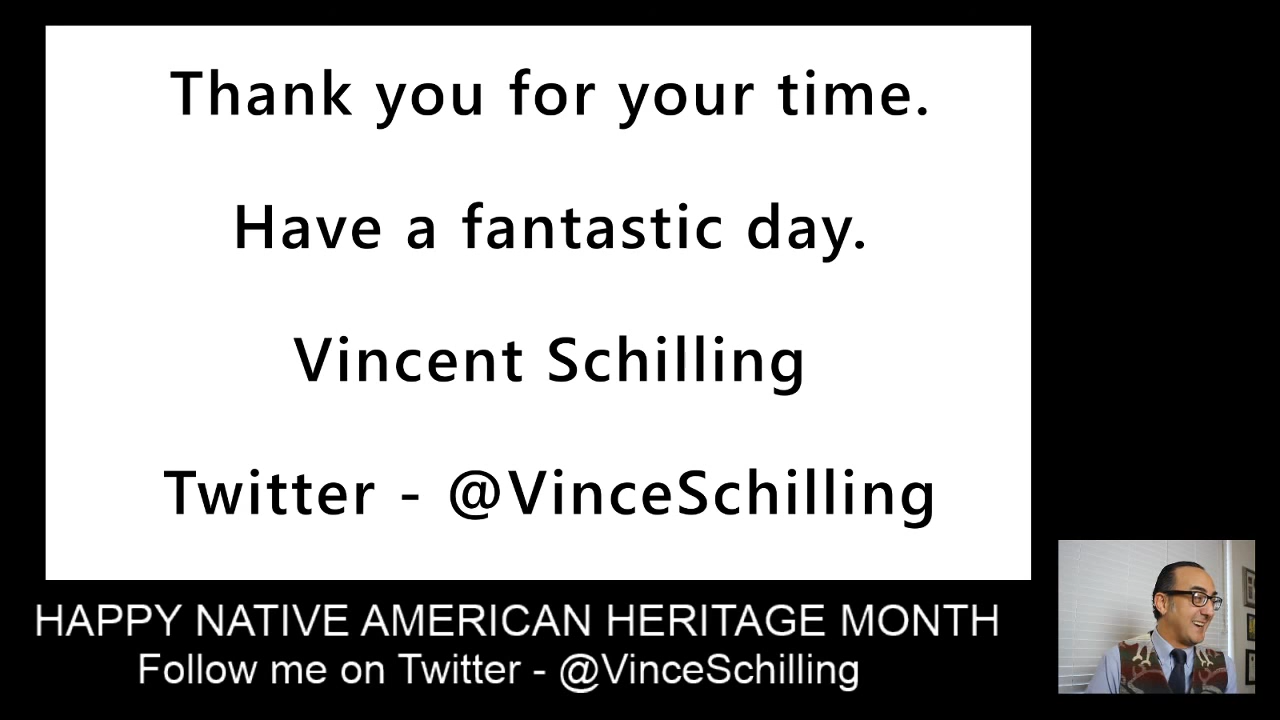 Thank you for your time.
Have a fantastic day.
Vincent Schilling
Twitter - @VinceSchilling
HAPPY NATIVE AMERICAN HERITAGE MONTH
Follow me on Twitter - @VinceSchilling